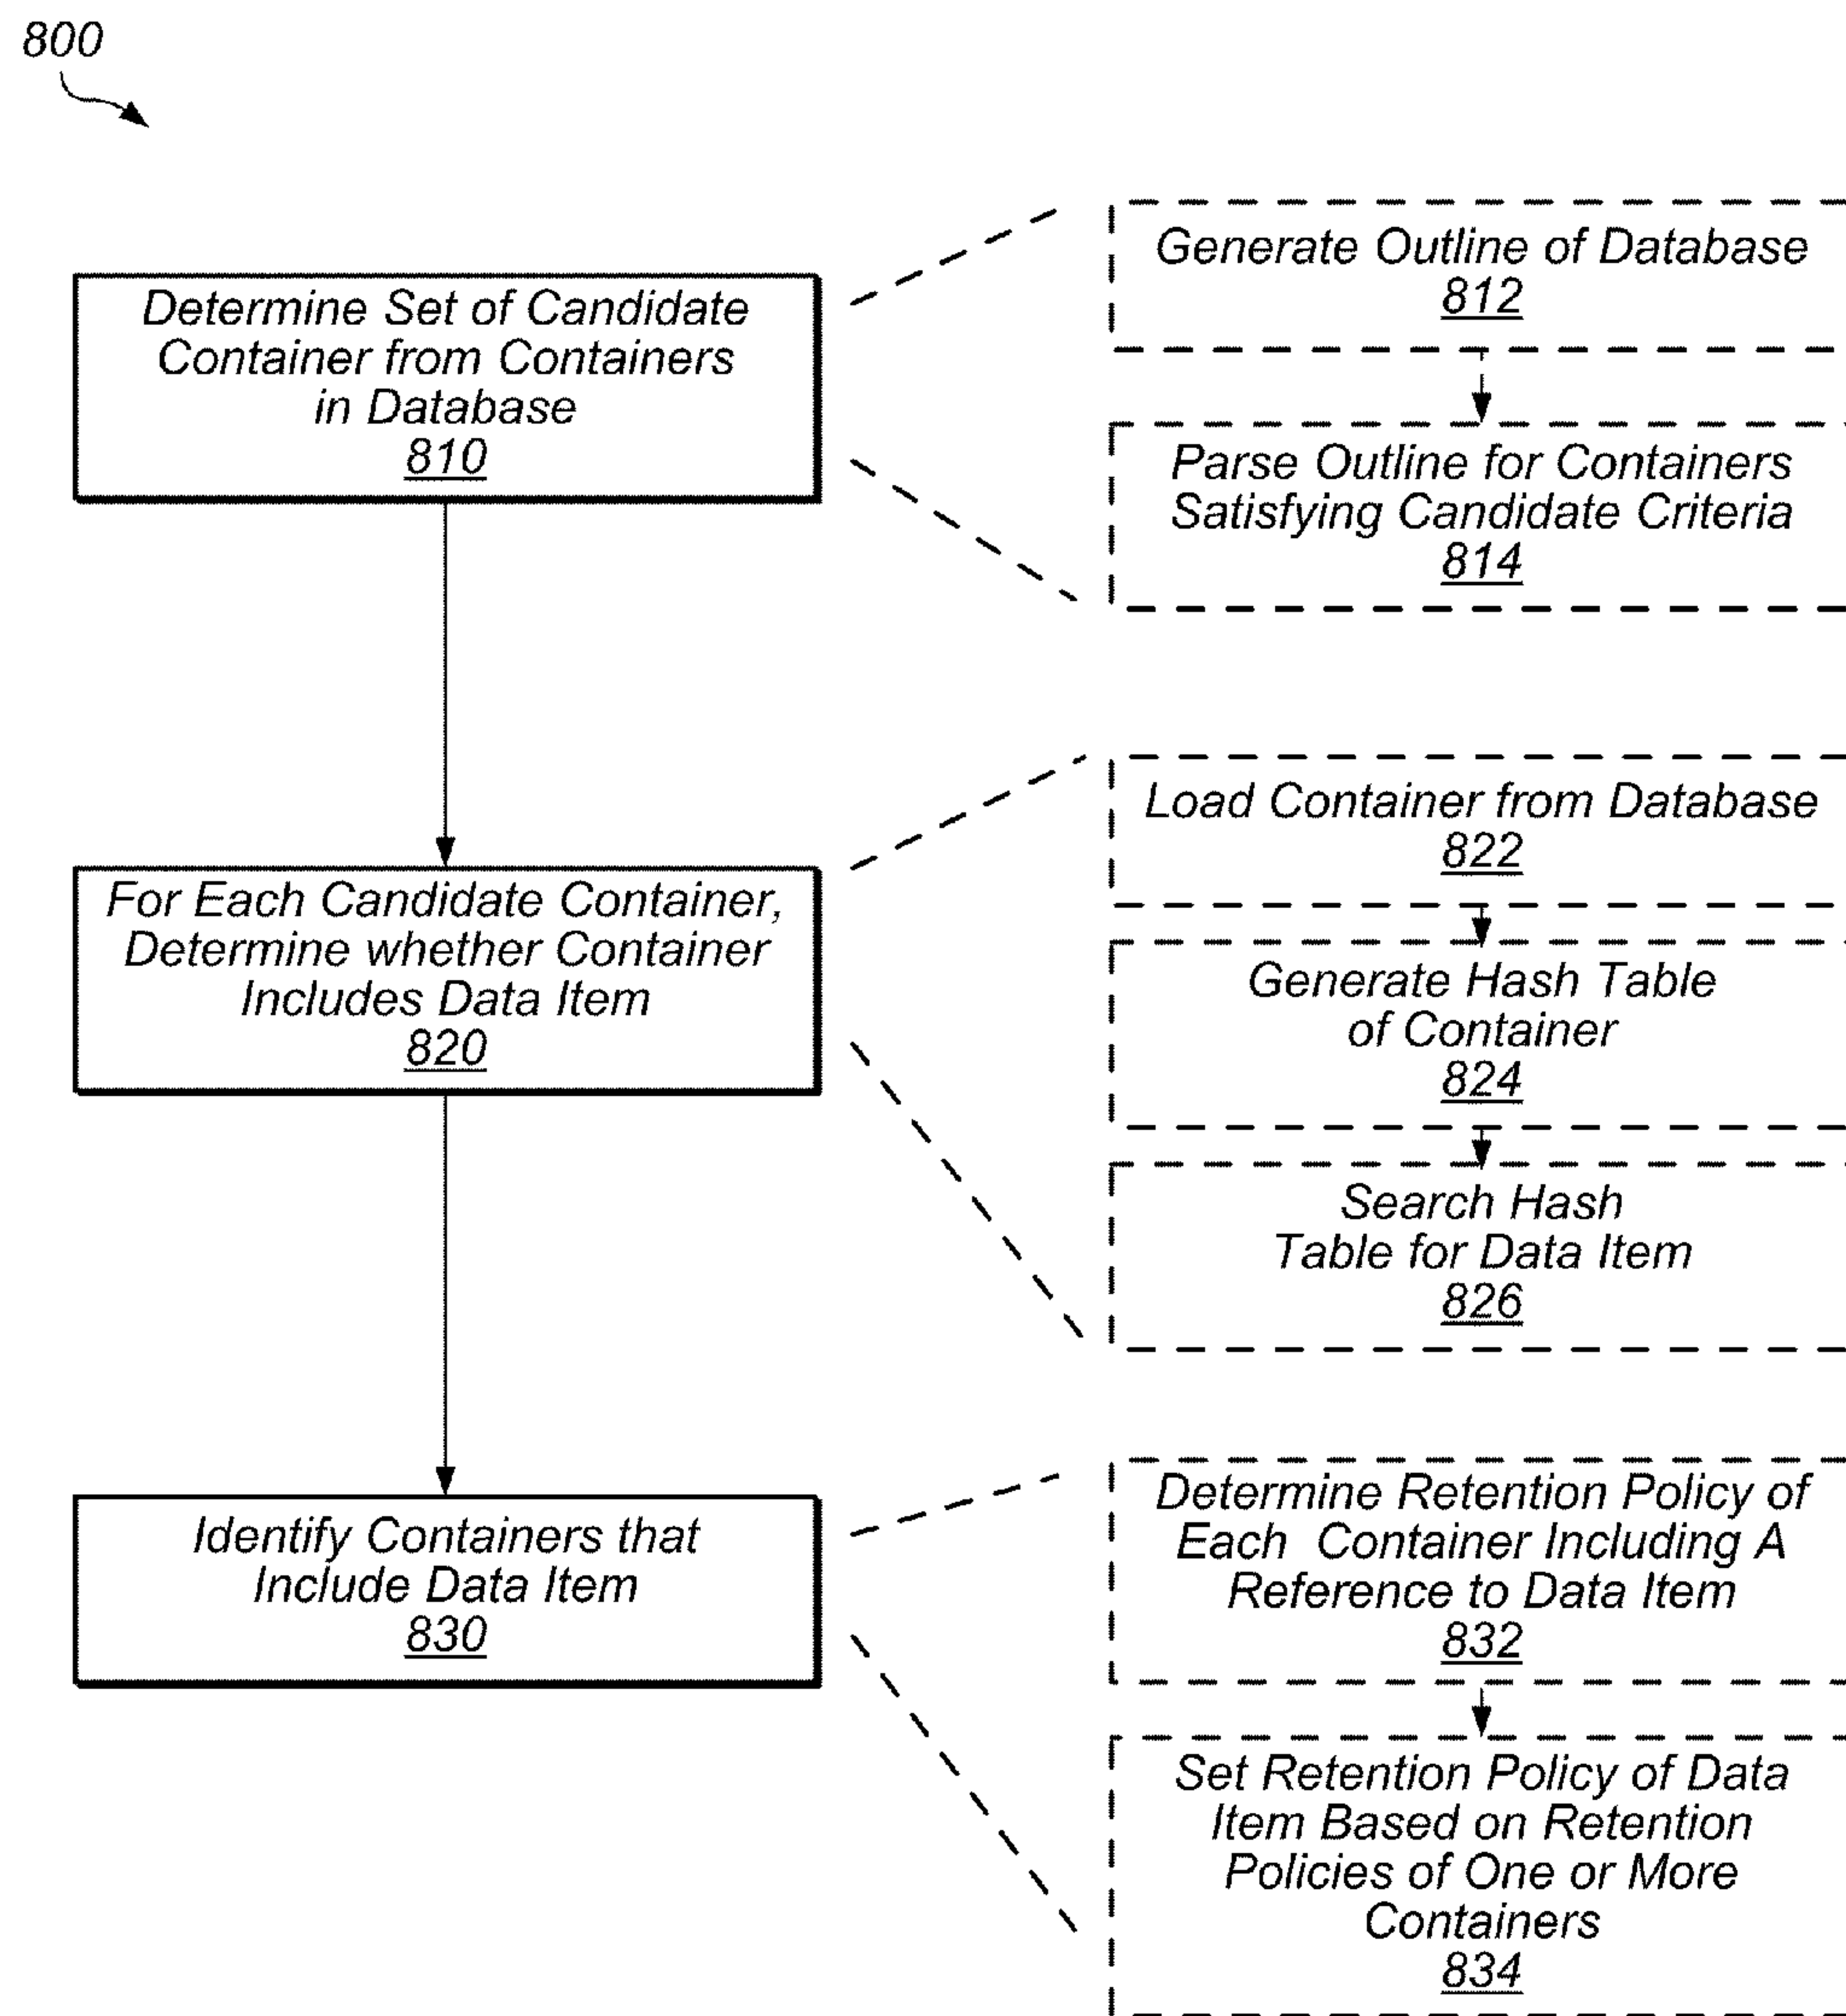 800
Determine Set of Candidate
Container from Containers
in Database
810
Generate Outline of Database
812
Parse Outline for Containers
Satisfying Candidate Criteria
814
For Each Candidate Container,
Determine whether Container
Includes Data Item
820
Load Container from Database
822
Generate Hash Table
of Container
824
Search Hash
Table for Data Item
826
Identify Containers that
Include Data Item
830
Determine Retention Policy of
Each Container Including A
Reference to Data Item
832
Set Retention Policy of Data
Item Based on Retention
Policies of One or More
Containers
834